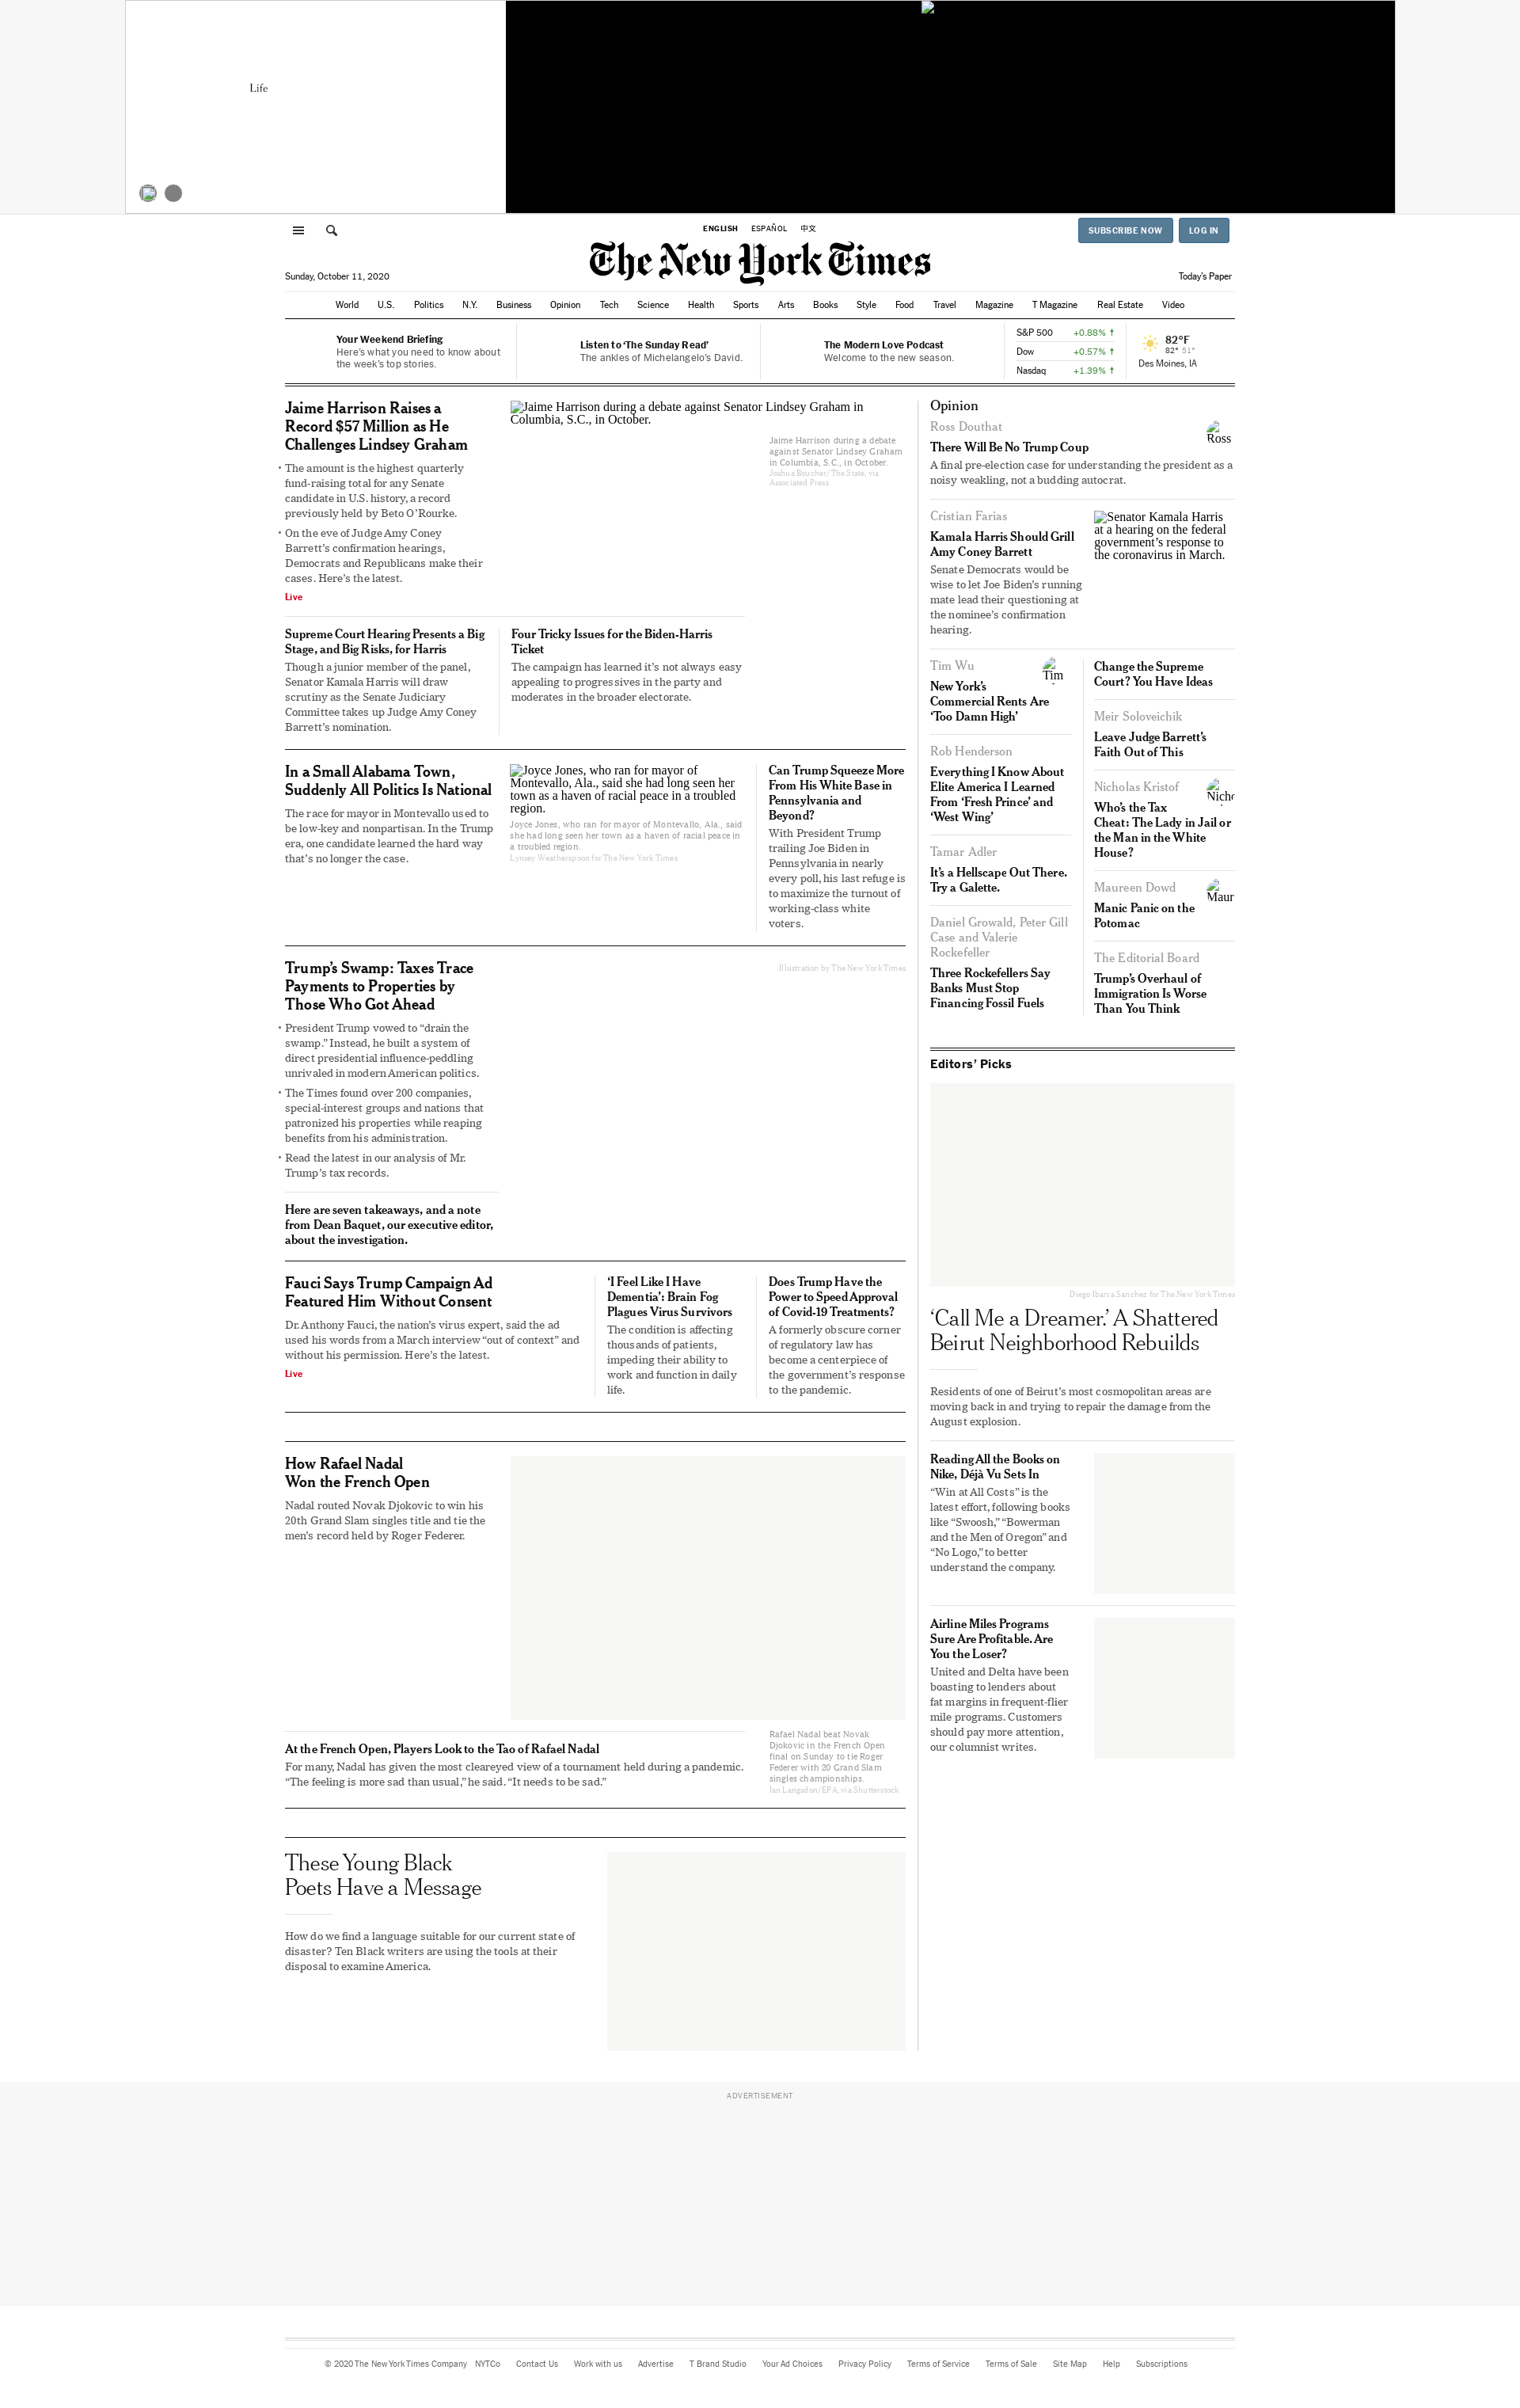 Life
ENGLISH ESPAÑOL 中文
SUBSCRIBE NOW LOG IN
The New York Times
Sunday, October 11, 2020
Today's Paper
World U.S. Politics N.Y. Business Opinion Tech Science Health Sports Arts Books Style Food Travel Magazine T Magazine Real Estate Video
Your Weekend Briefing
Here's what you need to know about
the week's top stories.
Listen to 'The Sunday Read'
The ankles of Michelangelo's David.
The Modern Love Podcast
Welcome to the new season.
S&P 500 +0.88% ↑
Dow +0.57% ↑
Nasdaq +1.39% ↑
82°F
82° 51°
Des Moines, IA
Jaime Harrison Raises a
Record $57 Million as He
Challenges Lindsey Graham
• The amount is the highest quarterly
fund-raising total for any Senate
candidate in U.S. history, a record
previously held by Beto O'Rourke.
• On the eve of Judge Amy Coney
Barrett's confirmation hearings,
Democrats and Republicans make their
cases. Here's the latest.
Live
Jaime Harrison during a debate against Senator Lindsey Graham in
Columbia, S.C., in October.
Jaime Harrison during a debate
against Senator Lindsey Graham
in Columbia, S.C., in October.
Joshua Boucher/The State, via
Associated Press
Supreme Court Hearing Presents a Big
Stage, and Big Risks, for Harris
Though a junior member of the panel,
Senator Kamala Harris will draw
scrutiny as the Senate Judiciary
Committee takes up Judge Amy Coney
Barrett's nomination.
Four Tricky Issues for the Biden-Harris
Ticket
The campaign has learned it's not always easy
appealing to progressives in the party and
moderates in the broader electorate.
In a Small Alabama Town,
Suddenly All Politics Is National
The race for mayor in Montevallo used to
be low-key and nonpartisan. In the Trump
era, one candidate learned the hard way
that's no longer the case.
Joyce Jones, who ran for mayor of
Montevallo, Ala., said she had long seen her
town as a haven of racial peace in a troubled
region.
Joyce Jones, who ran for mayor of Montevallo, Ala., said
she had long seen her town as a haven of racial peace in
a troubled region.
Lynsey Weatherspoon for The New York Times
Can Trump Squeeze More
From His White Base in
Pennsylvania and
Beyond?
With President Trump
trailing Joe Biden in
Pennsylvania in nearly
every poll, his last refuge is
to maximize the turnout of
working-class white
voters.
Trump's Swamp: Taxes Trace
Payments to Properties by
Those Who Got Ahead
• President Trump vowed to "drain the
swamp." Instead, he built a system of
direct presidential influence-peddling
unrivaled in modern American politics.
• The Times found over 200 companies,
special-interest groups and nations that
patronized his properties while reaping
benefits from his administration.
• Read the latest in our analysis of Mr.
Trump's tax records.
Illustration by The New York Times
Here are seven takeaways, and a note
from Dean Baquet, our executive editor,
about the investigation.
Fauci Says Trump Campaign Ad
Featured Him Without Consent
Dr. Anthony Fauci, the nation's virus expert, said the ad
used his words from a March interview "out of context" and
without his permission. Here's the latest.
Live
'I Feel Like I Have
Dementia': Brain Fog
Plagues Virus Survivors
The condition is affecting
thousands of patients,
impeding their ability to
work and function in daily
life.
Does Trump Have the
Power to Speed Approval
of Covid-19 Treatments?
A formerly obscure corner
of regulatory law has
become a centerpiece of
the government's response
to the pandemic.
How Rafael Nadal
Won the French Open
Nadal routed Novak Djokovic to win his
20th Grand Slam singles title and tie the
men's record held by Roger Federer.
At the French Open, Players Look to the Tao of Rafael Nadal
For many, Nadal has given the most cleareyed view of a tournament held during a pandemic.
"The feeling is more sad than usual," he said. "It needs to be sad."
Rafael Nadal beat Novak
Djokovic in the French Open
final on Sunday to tie Roger
Federer with 20 Grand Slam
singles championships.
Ian Langsdon/EPA, via Shutterstock
These Young Black
Poets Have a Message
How do we find a language suitable for our current state of
disaster? Ten Black writers are using the tools at their
disposal to examine America.
Opinion
Ross Douthat
Ross
There Will Be No Trump Coup
A final pre-election case for understanding the president as a
noisy weakling, not a budding autocrat.
Cristian Farias
Kamala Harris Should Grill
Amy Coney Barrett
Senate Democrats would be
wise to let Joe Biden's running
mate lead their questioning at
the nominee's confirmation
hearing.
Senator Kamala Harris
at a hearing on the federal
government's response to
the coronavirus in March.
Tim Wu
Tim
New York's
Commercial Rents Are
'Too Damn High'
Rob Henderson
Everything I Know About
Elite America I Learned
From 'Fresh Prince' and
'West Wing'
Tamar Adler
It's a Hellscape Out There.
Try a Galette.
Daniel Growald, Peter Gill
Case and Valerie
Rockefeller
Three Rockefellers Say
Banks Must Stop
Financing Fossil Fuels
Change the Supreme
Court? You Have Ideas
Meir Soloveichik
Leave Judge Barrett's
Faith Out of This
Nicholas Kristof
Nicho
Who's the Tax
Cheat: The Lady in Jail or
the Man in the White
House?
Maureen Dowd
Maur
Manic Panic on the
Potomac
The Editorial Board
Trump's Overhaul of
Immigration Is Worse
Than You Think
Editors' Picks
Diego Ibarra Sanchez for The New York Times
'Call Me a Dreamer.' A Shattered
Beirut Neighborhood Rebuilds
Residents of one of Beirut's most cosmopolitan areas are
moving back in and trying to repair the damage from the
August explosion.
Reading All the Books on
Nike, Déjà Vu Sets In
"Win at All Costs" is the
latest effort, following books
like "Swoosh," "Bowerman
and the Men of Oregon" and
"No Logo," to better
understand the company.
Airline Miles Programs
Sure Are Profitable. Are
You the Loser?
United and Delta have been
boasting to lenders about
fat margins in frequent-flier
mile programs. Customers
should pay more attention,
our columnist writes.
ADVERTISEMENT
© 2020 The New York Times Company NYTCo Contact Us Work with us Advertise T Brand Studio Your Ad Choices Privacy Policy Terms of Service Terms of Sale Site Map Help Subscriptions